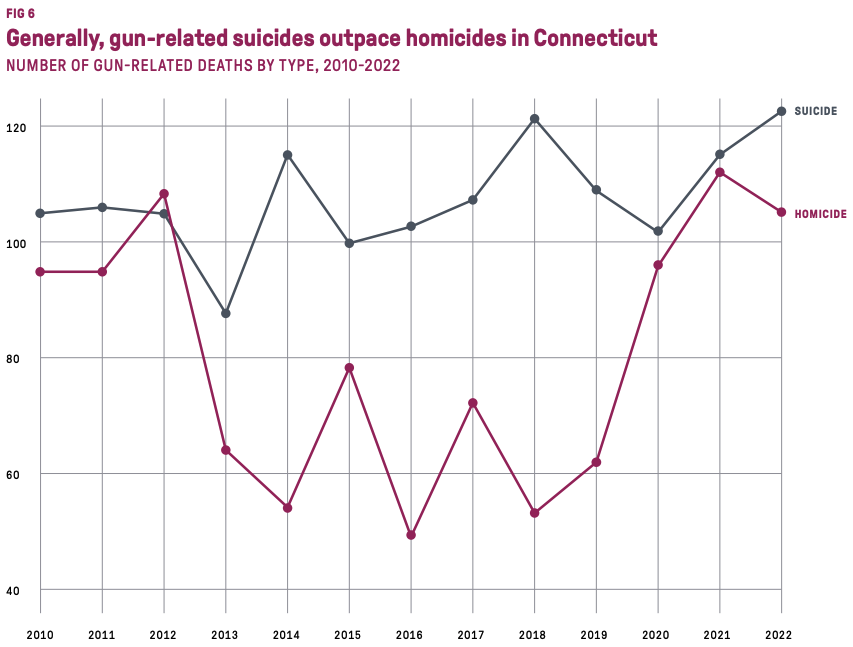 FIG 6
Generally, gun-related suicides outpace homicides in Connecticut
NUMBER OF GUN-RELATED DEATHS BY TYPE, 2010-2022
120
SUICIDE
HOMICIDE
100
80
60
40
2010 2011 2012 2013 2014 2015 2016 2017 2018 2019 2020 2021 2022